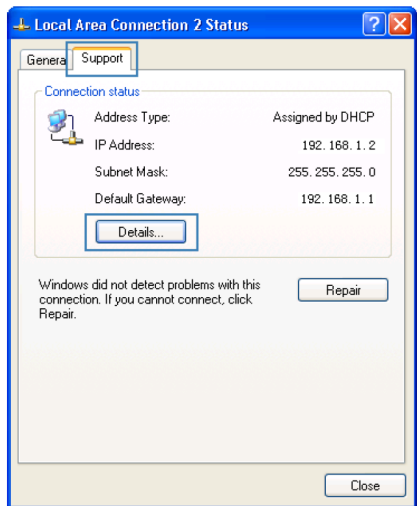 Local Area Connection 2 Status
General Support
Connection status
Address Type: Assigned by DHCP
IP Address: 192.168.1.2
Subnet Mask: 255.255.255.0
Default Gateway: 192.168.1.1
Details...
Windows did not detect problems with this
connection. If you cannot connect, click
Repair.
Repair
Close